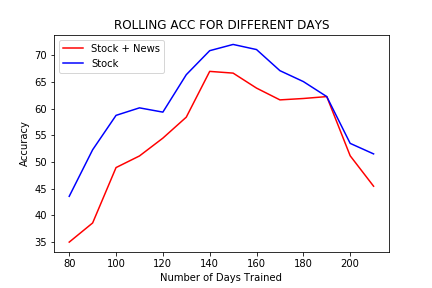 ROLLING ACC FOR DIFFERENT DAYS
Stock + News
Stock
Accuracy
70
65
60
55
50
45
40
35
80 100 120 140 160 180 200
Number of Days Trained